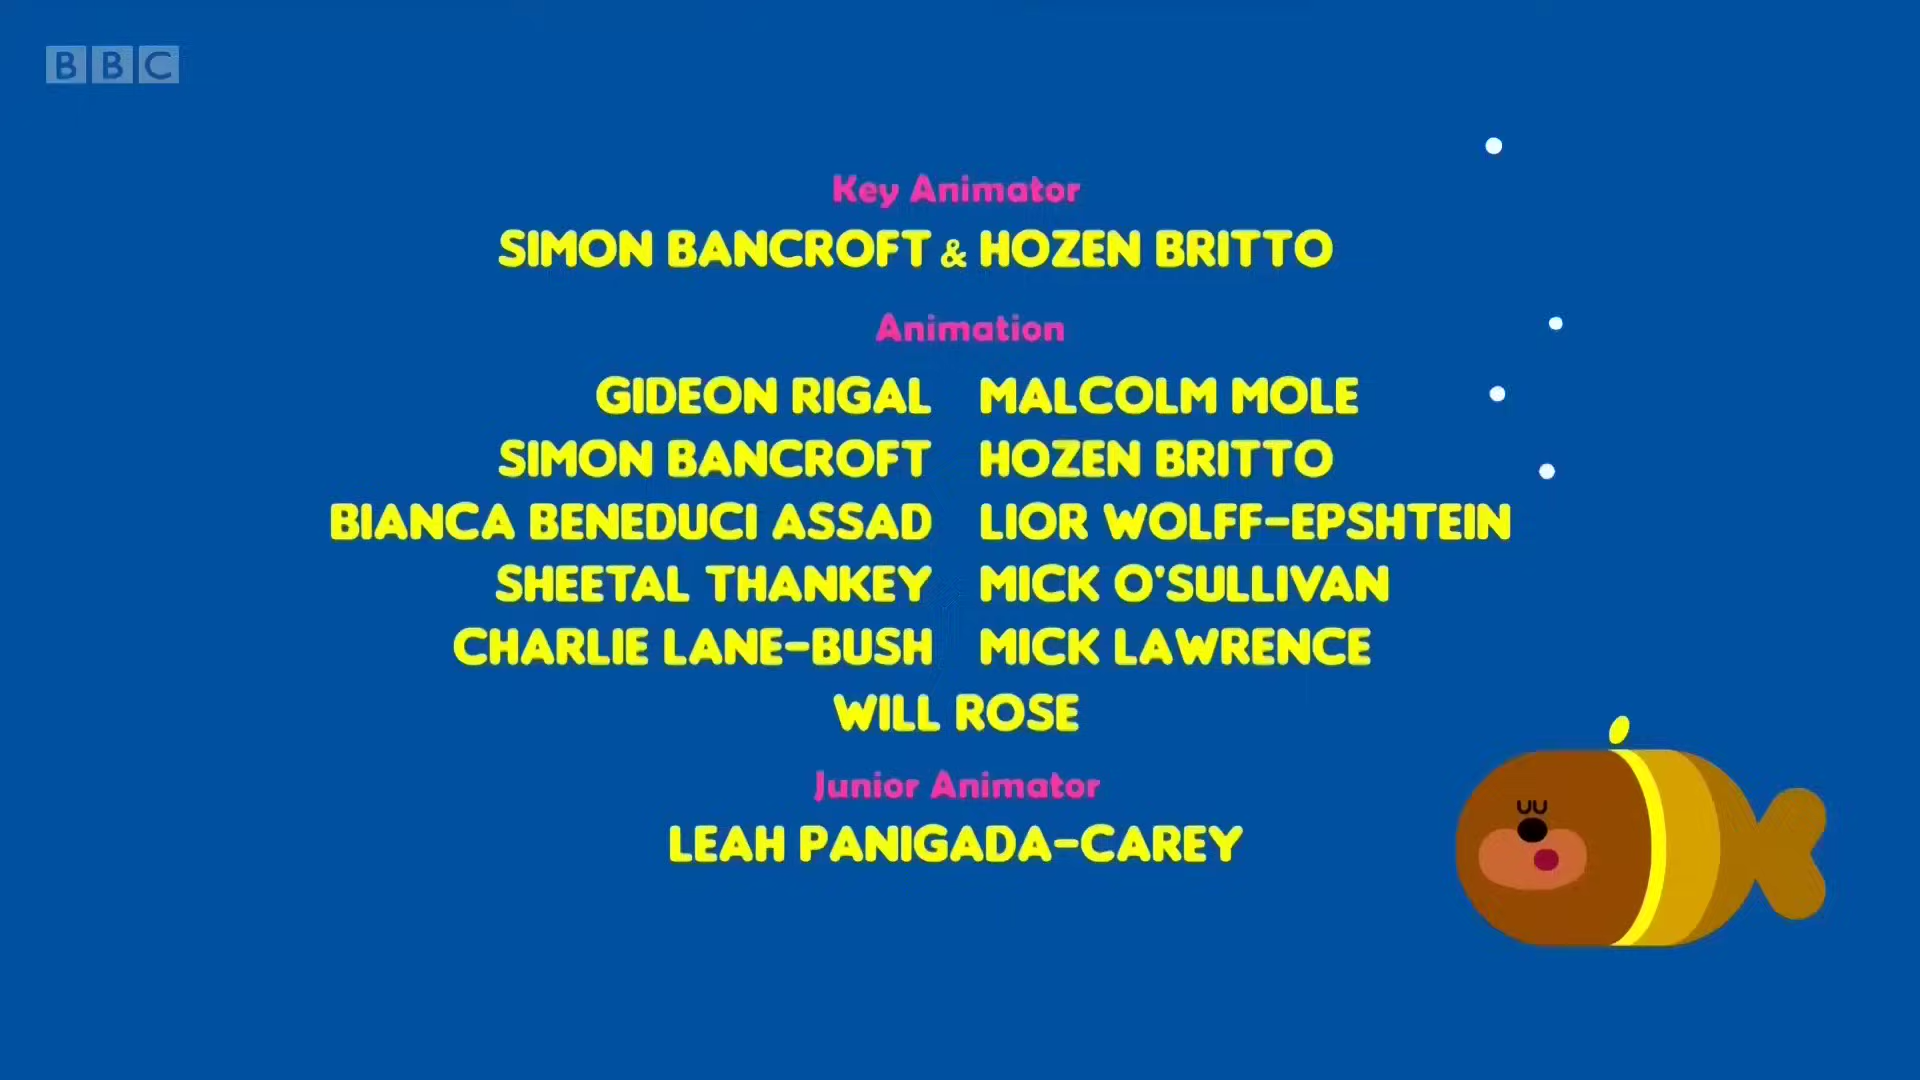 BBC
Key Animator
SIMON BANCROFT & HOZEN BRITTO
Animation
GIDEON RIGAL MALCOLM MOLE
SIMON BANCROFT HOZEN BRITTO
BIANCA BENEDUCI ASSAD LIOR WOLFF-EPSHTEIN
SHEETAL THANKEY MICK O'SULLIVAN
CHARLIE LANE-BUSH MICK LAWRENCE
WILL ROSE
Junior Animator
LEAH PANIGADA-CAREY